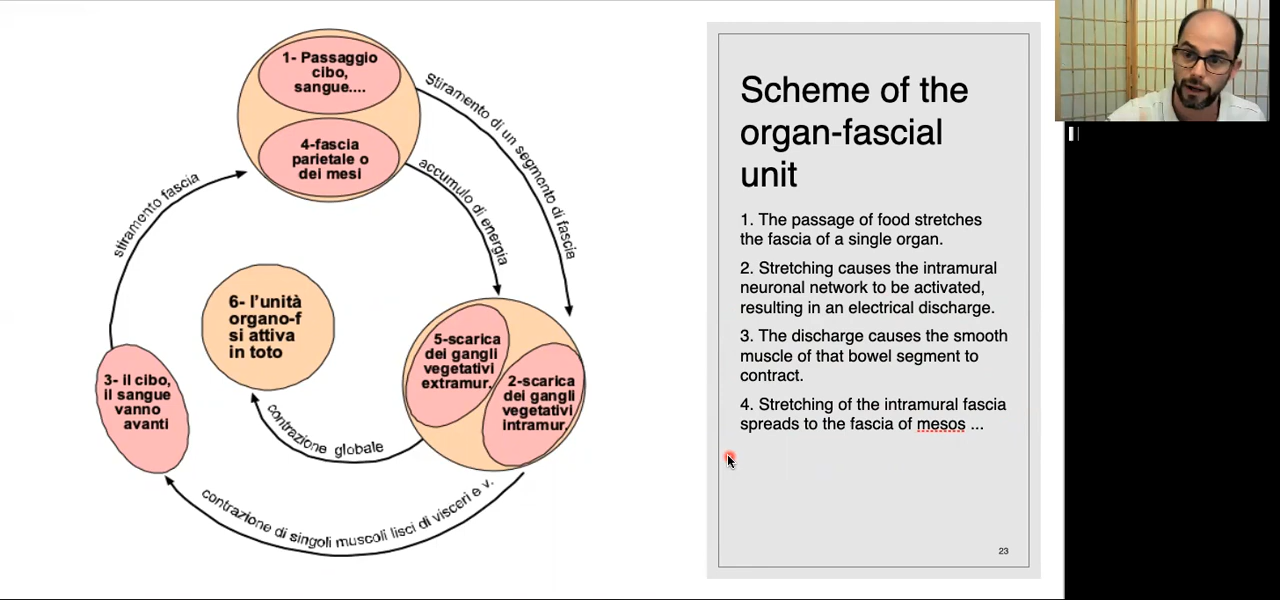 1- Passaggio
cibo,
sangue....
4-fascia
parietale o
dei mesi
Stiramento di un segmento di fascia
accumulo di energia
stiramento fascia
6- l'unità
organo-f
si attiva
in toto
5-scarica
dei gangli
vegetativi
extramur.
2-scarica
dei gangli
vegetativi
intramur.
3- il cibo,
il sangue
vanno
avanti
contrazione globale
contrazione di singoli muscoli lisci di visceri e v.
Scheme of the
organ-fascial
unit
1. The passage of food stretches
the fascia of a single organ.
2. Stretching causes the intramural
neuronal network to be activated,
resulting in an electrical discharge.
3. The discharge causes the smooth
muscle of that bowel segment to
contract.
4. Stretching of the intramural fascia
spreads to the fascia of mesos ...
23